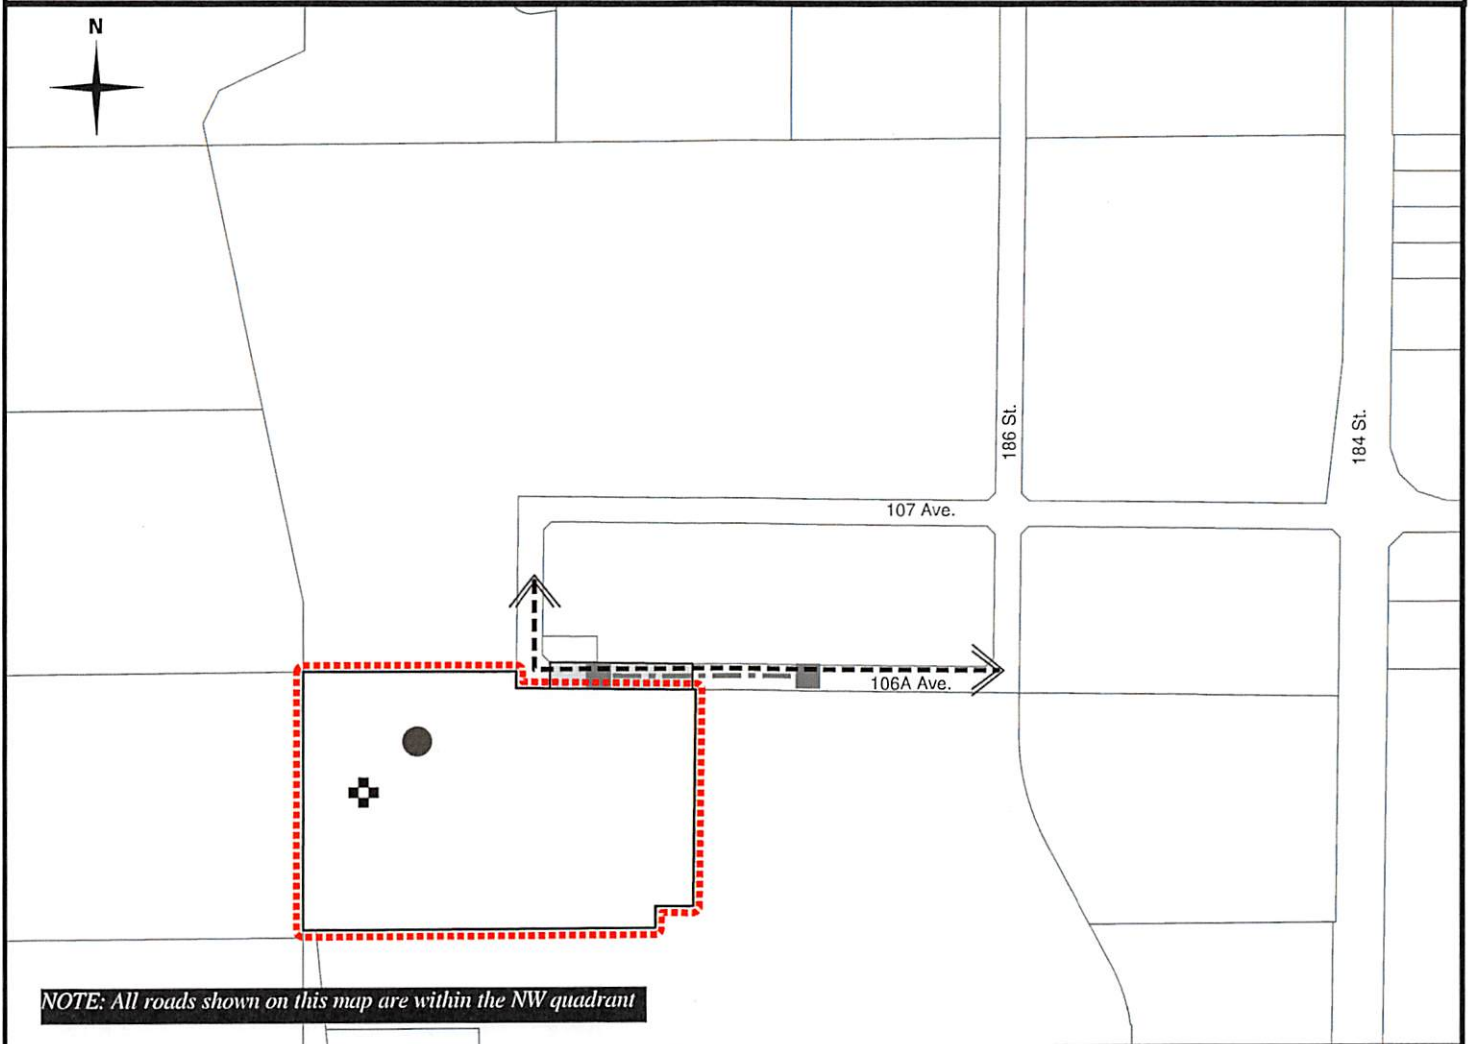 N
186 St.
184 St.
107 Ave.
106A Ave.
NOTE: All roads shown on this map are within the NW quadrant